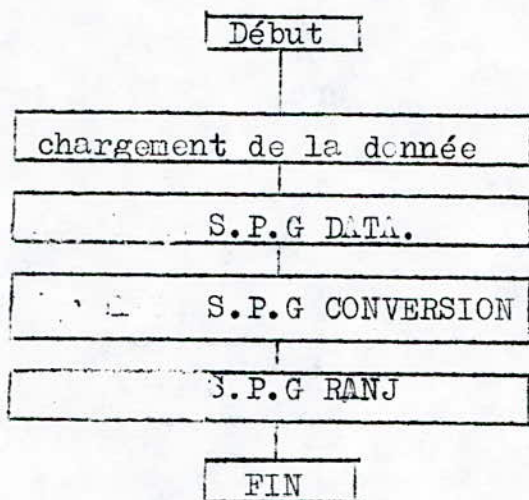 Début
chargement de la donnée
S.P.G DATA.
S.P.G CONVERSION
S.P.G RANJ
FIN